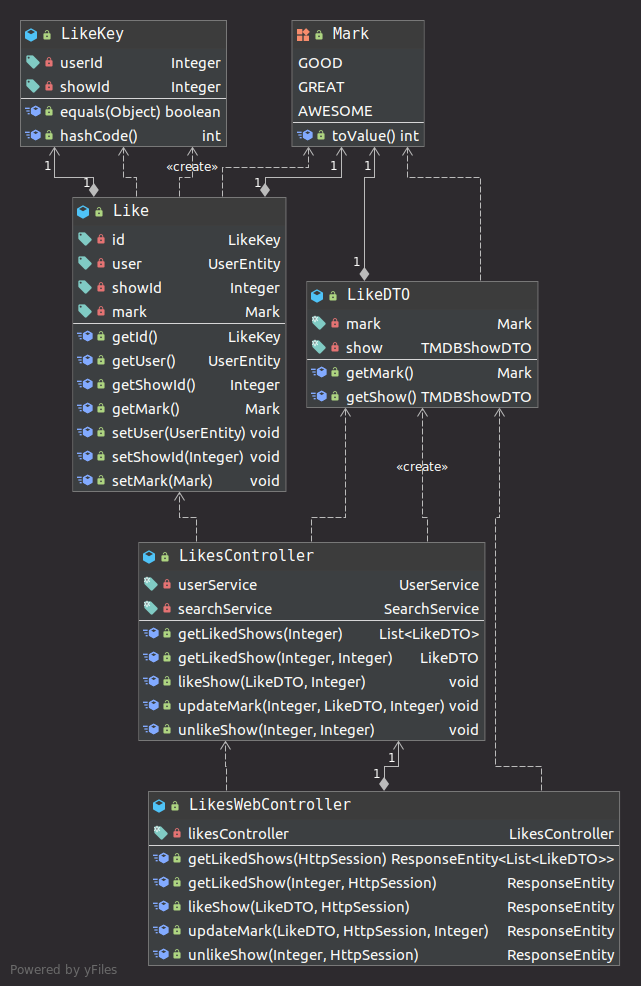 LikeKey
userId Integer
showId Integer
equals(Object) boolean
hashCode() int
Mark
GOOD
GREAT
AWESOME
toValue() int
1
«create»
1
1
1
1
1
Like
id LikeKey
user UserEntity
showId Integer
mark Mark
getId() LikeKey
getUser() UserEntity
getShowId() Integer
getMark() Mark
setUser(UserEntity) void
setShowId(Integer) void
setMark(Mark) void
LikeDTO
mark Mark
show TMDBShowDTO
getMark() Mark
getShow() TMDBShowDTO
«create»
LikesController
userService UserService
searchService SearchService
getLikedShows(Integer) List<LikeDTO>
getLikedShow(Integer, Integer) LikeDTO
likeShow(LikeDTO, Integer) void
updateMark(Integer, LikeDTO, Integer) void
unlikeShow(Integer, Integer) void
1
1
LikesWebController
likesController LikesController
getLikedShows(HttpSession) ResponseEntity<List<LikeDTO>>
getLikedShow(Integer, HttpSession) ResponseEntity
likeShow(LikeDTO, HttpSession) ResponseEntity
updateMark(LikeDTO, HttpSession, Integer) ResponseEntity
unlikeShow(Integer, HttpSession) ResponseEntity
Powered by yFiles